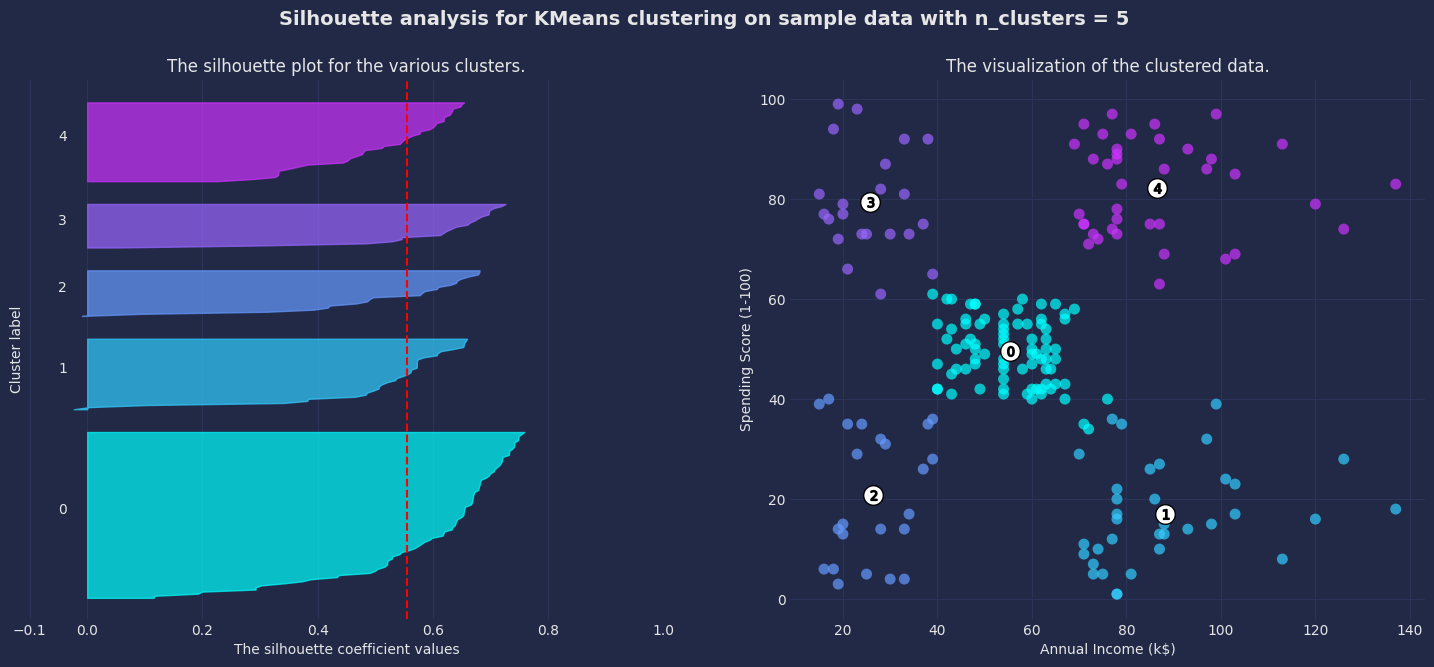 Silhouette analysis for KMeans clustering on sample data with n_clusters = 5
The silhouette plot for the various clusters.
4
3
2
1
0
Cluster label
−0.1 0.0 0.2 0.4 0.6 0.8 1.0
The silhouette coefficient values
The visualization of the clustered data.
100
80
60
40
20
0
Spending Score (1-100)
3
4
0
2
1
20 40 60 80 100 120 140
Annual Income (k$)